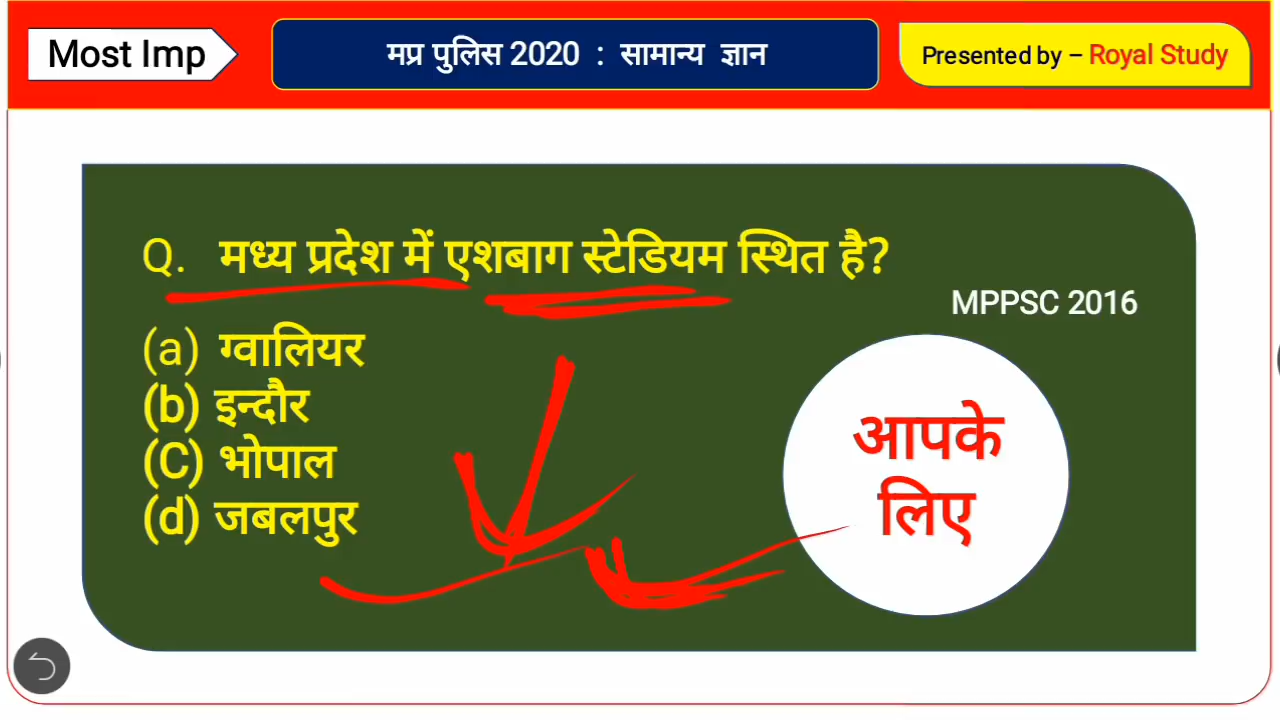 Most Imp
मप्र पुलिस 2020 : सामान्य ज्ञान
Presented by – Royal Study
Q. मध्य प्रदेश में एशबाग स्टेडियम स्थित है?
MPPSC 2016
(a) ग्वालियर
(b) इन्दौर
(C) भोपाल
(d) जबलपुर
आपके
लिए